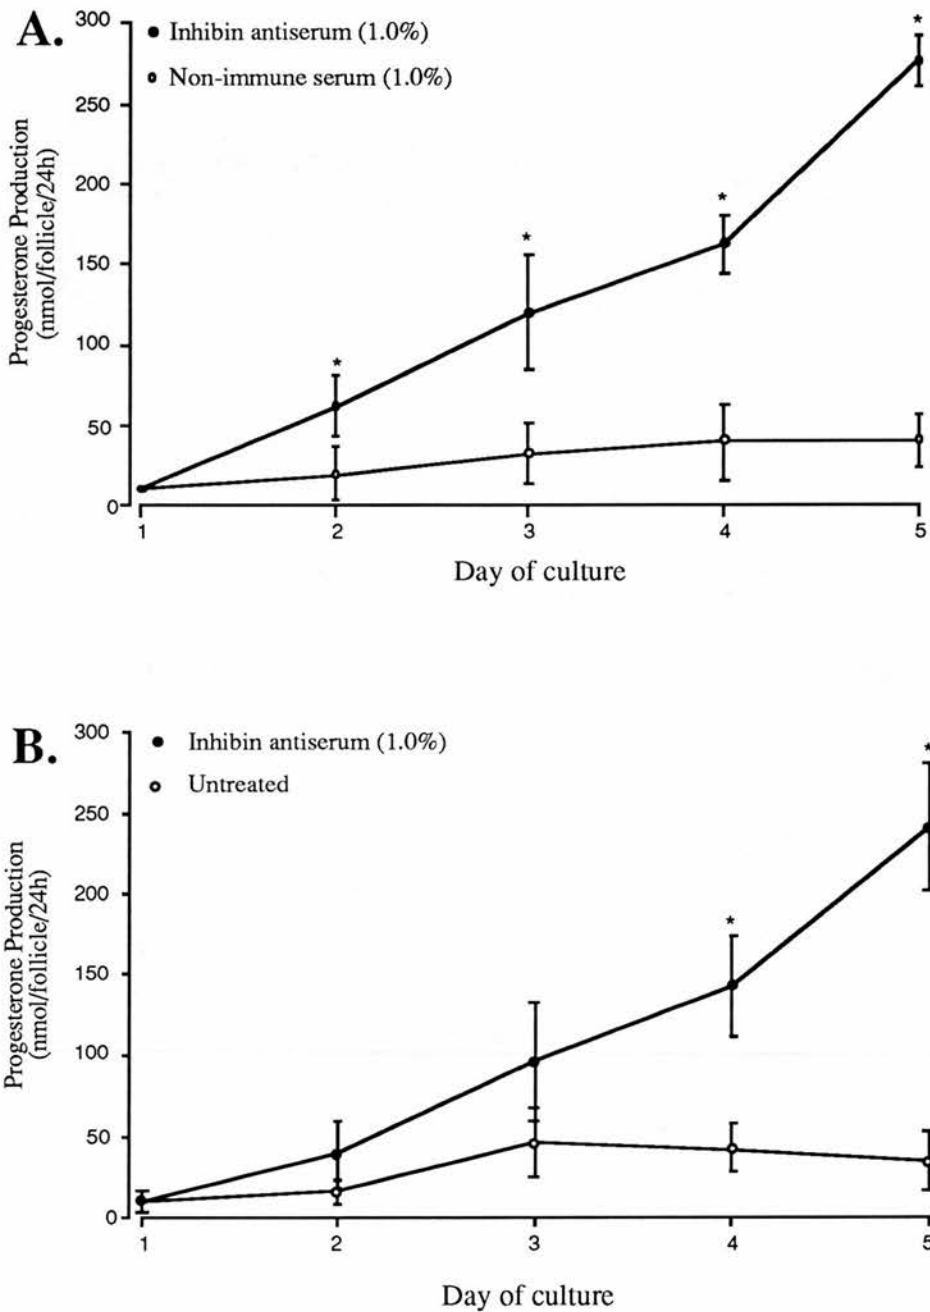 A.
300
250
200
150
100
50
0
Progesterone Production
(nmol/follicle/24h)
● Inhibin antiserum (1.0%)
o Non-immune serum (1.0%)
*
*
*
*
1 2 3 4 5
Day of culture
B.
300
250
200
150
100
50
0
Progesterone Production
(nmol/follicle/24h)
● Inhibin antiserum (1.0%)
o Untreated
*
*
1 2 3 4 5
Day of culture